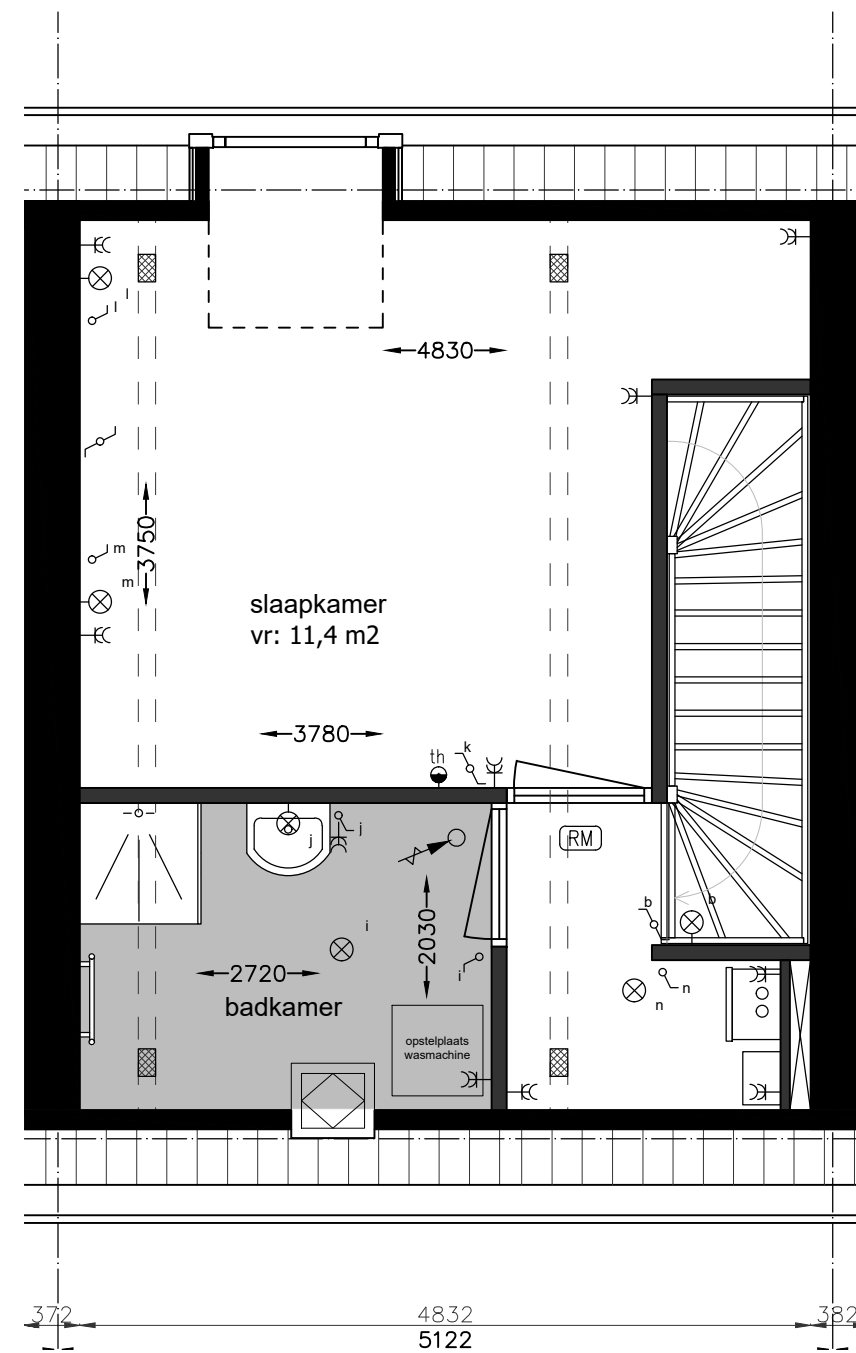 l
l
4830
m
3750
m
slaapkamer
vr: 11,4 m2
3780
th
k
j
j
RM
b
b
i
2030
2720
i
n
n
badkamer
opstelplaats
wasmachine
372
4832
382
5122